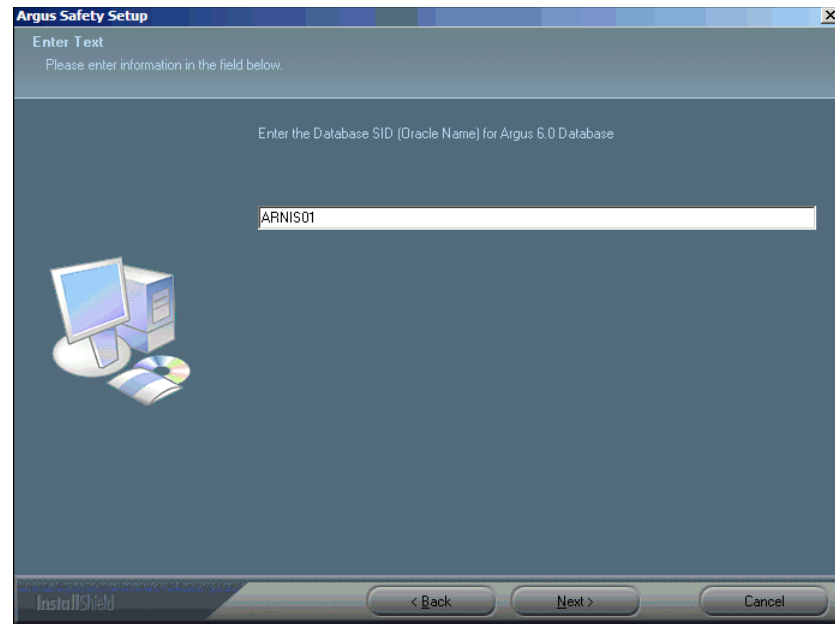 Argus Safety Setup
Enter Text
Please enter information in the field below.
Enter the Database SID (Oracle Name) for Argus 6.0 Database
ARNIS01
InstallShield
< Back
Next >
Cancel